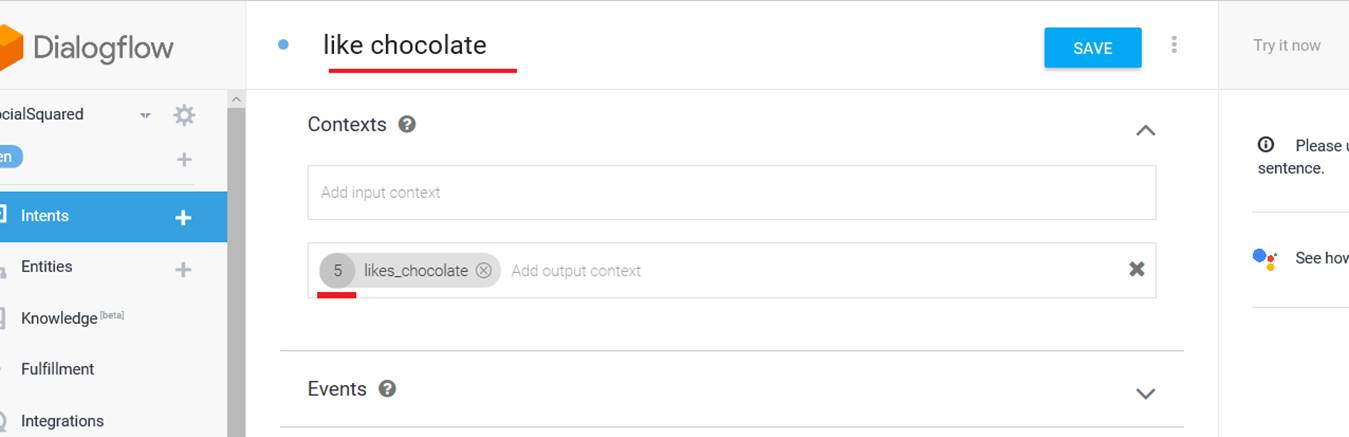 Dialogflow
like chocolate
SAVE
Try it now
ocialSquared
en
Intents
Entities
Knowledge [beta]
Fulfillment
Integrations
Contexts ?
Add input context
5 likes_chocolate Add output context
Events ?
Please u
sentence.
See how